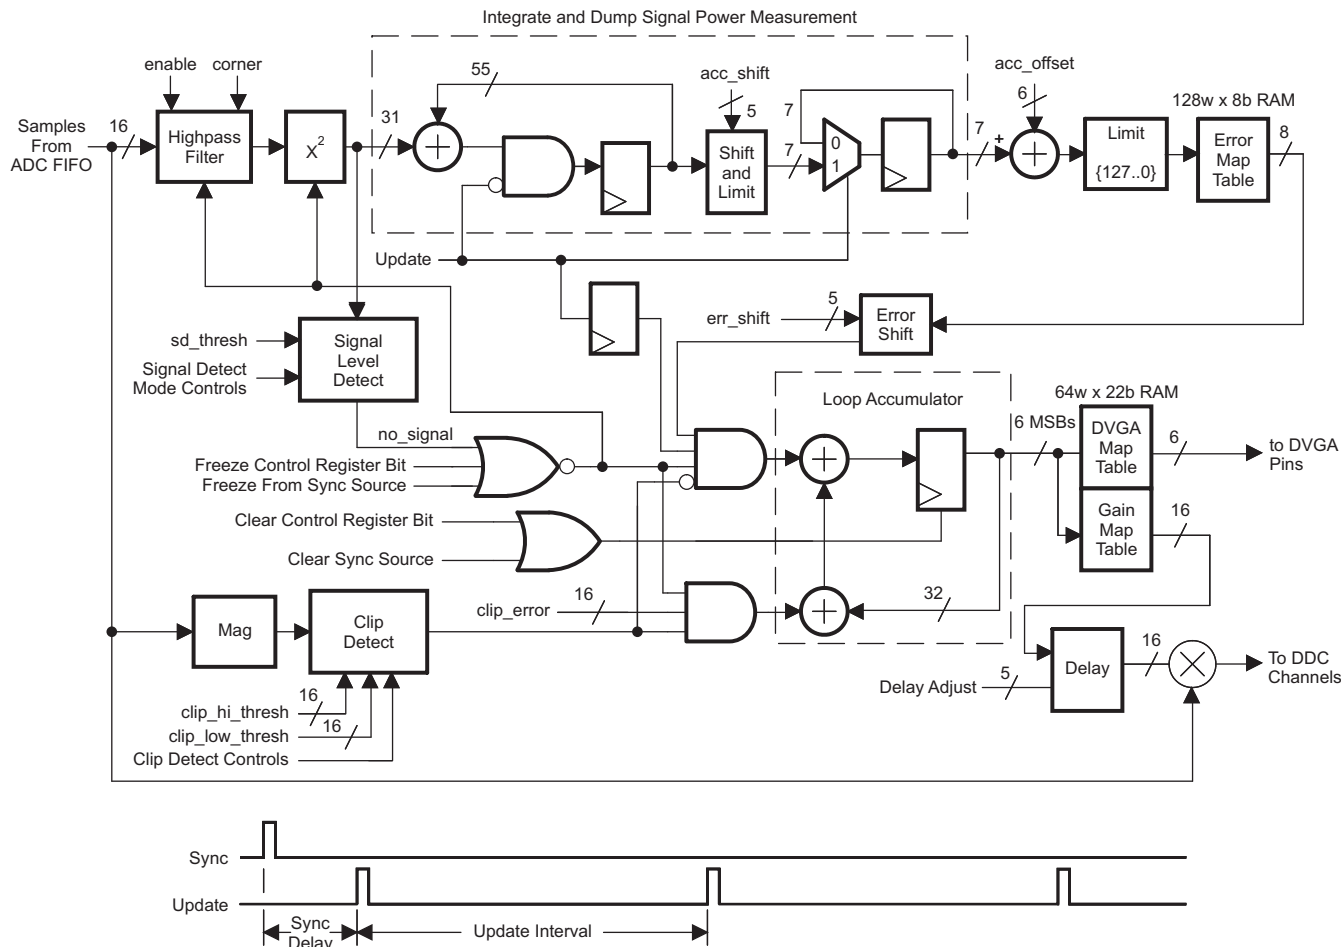 Integrate and Dump Signal Power Measurement
enable
corner
55
acc_shift
acc_offset
Samples
From
ADC FIFO
16
Highpass
Filter
X2
31
5
Shift
and
Limit
7
7
0
1
7
+
6
Limit
{127..0}
128w x 8b RAM
Error
Map
Table
8
Update
sd_thresh
Signal Detect
Mode Controls
Signal
Level
Detect
err_shift
5
Error
Shift
no_signal
Loop Accumulator
64w x 22b RAM
6 MSBs
DVGA
Map
Table
6
to DVGA
Pins
Freeze Control Register Bit
Freeze From Sync Source
Clear Control Register Bit
Clear Sync Source
Gain
Map
Table
16
clip_error
16
32
Mag
Clip
Detect
Delay Adjust
5
Delay
16
To DDC
Channels
clip_hi_thresh
16
clip_low_thresh
16
Clip Detect Controls
Sync
Update
Sync
Delay
Update Interval